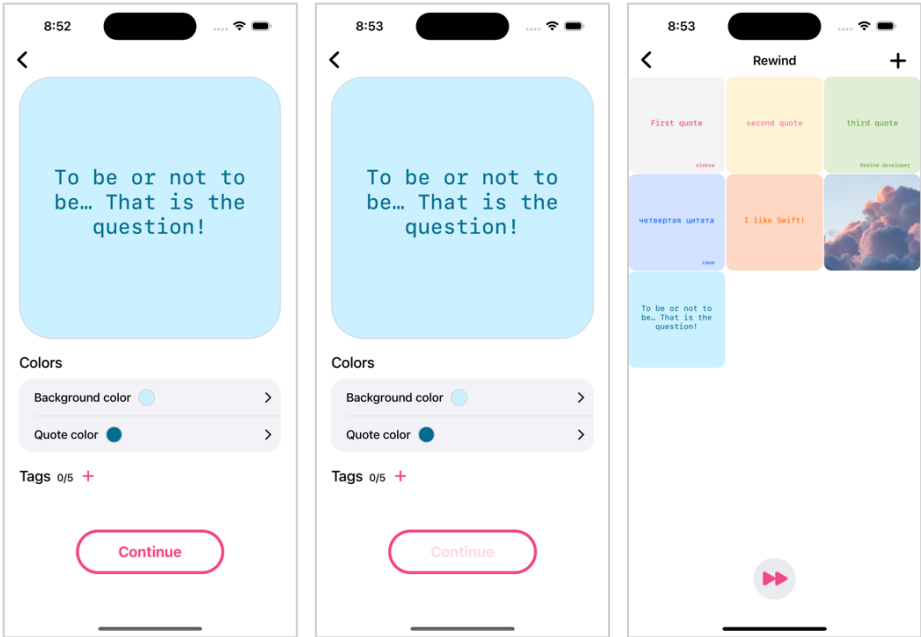 8:52
To be or not to
be… That is the
question!
Colors
Background color
Quote color
Tags 0/5 +
Continue
8:53
To be or not to
be… That is the
question!
Colors
Background color
Quote color
Tags 0/5 +
Continue
8:53
Rewind
First quote
aleksa
second quote
third quote
Rewind developer
четвертая цитата
I like Swift!
To be or not to
be… That is the
question!